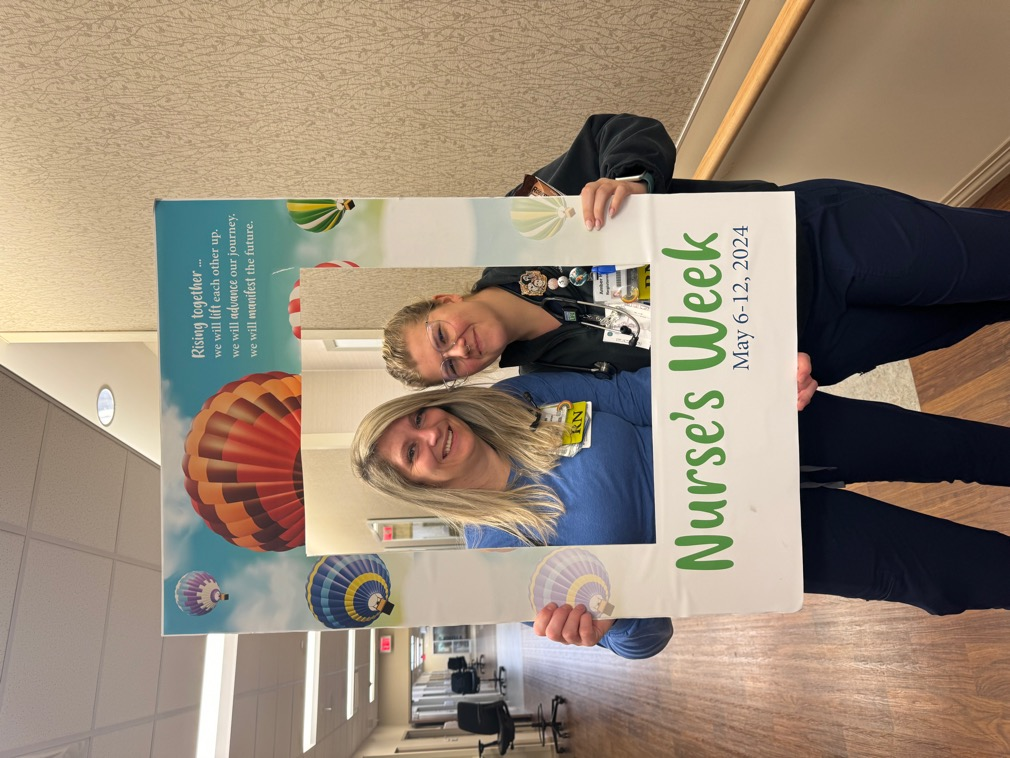 Rising together ...
we will lift each other up.
we will advance our journey.
we will manifest the future.
RN
RN
Nurse's Week
May 6-12, 2024